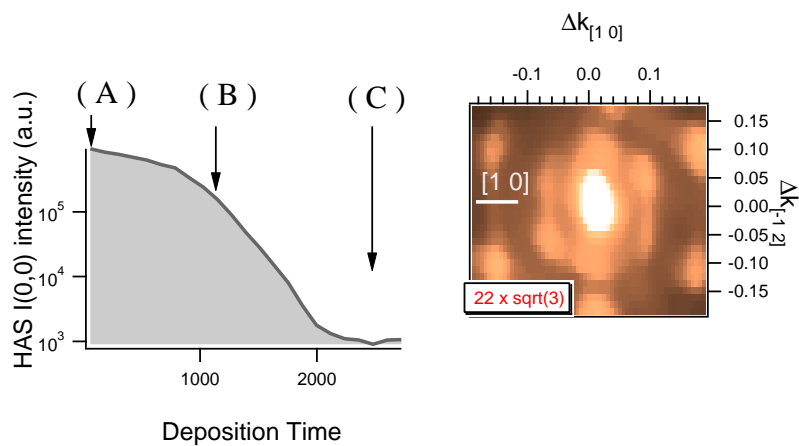 ( A )
( B )
( C )
HAS I(0,0) intensity (a.u.)
10^5
10^4
10^3
1000
2000
Deposition Time
Δk[1 0]
-0.1
0.0
0.1
[1 0]
22 x sqrt(3)
0.15
0.10
0.05
0.00
-0.05
-0.10
-0.15
Δk[-1 2]